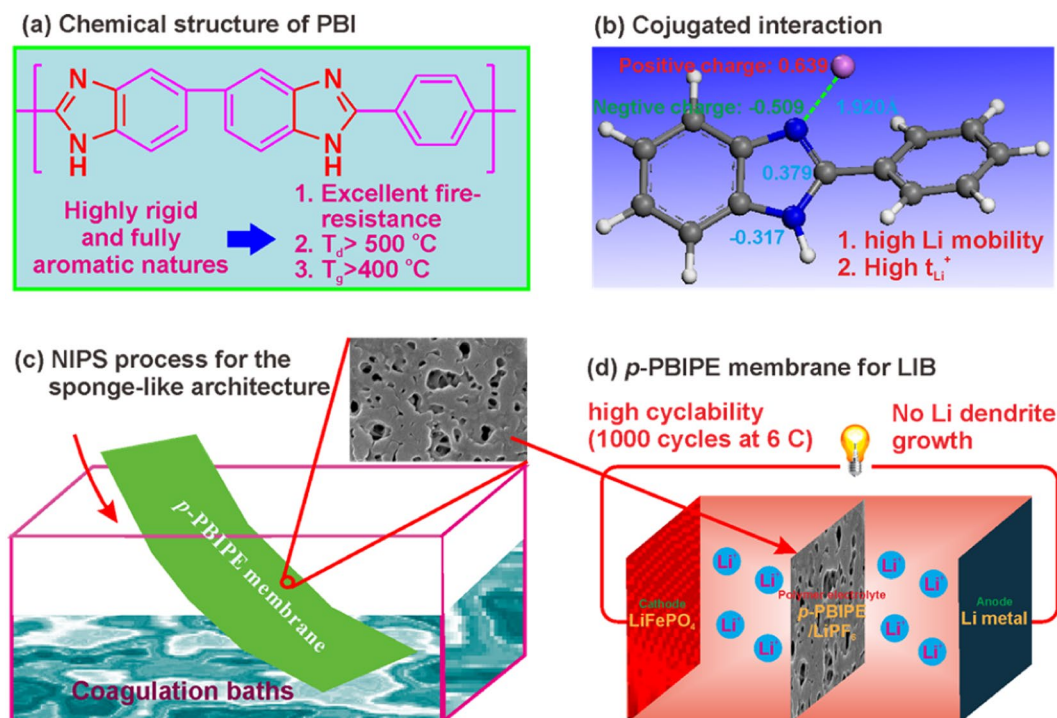 (a) Chemical structure of PBI
N
N
N
H
N
H
Highly rigid
and fully
aromatic natures
1. Excellent fire-
resistance
2. Td> 500 °C
3. Tg>400 °C
(b) Cojugated interaction
Positive charge: 0.639
Negtive charge: -0.509
1.920Å
0.379
-0.317
1. high Li mobility
2. High tLi+
(c) NIPS process for the
sponge-like architecture
p-PBIPE membrane
Coagulation baths
(d) p-PBIPE membrane for LIB
high cyclability
(1000 cycles at 6 C)
No Li dendrite
growth
Cathode
LiFePO4
Li+
Li+
Li+
Li+
Polymer electrolyte
p-PBIPE
/LiPF6
Li+
Li+
Li+
Li+
Anode
Li metal